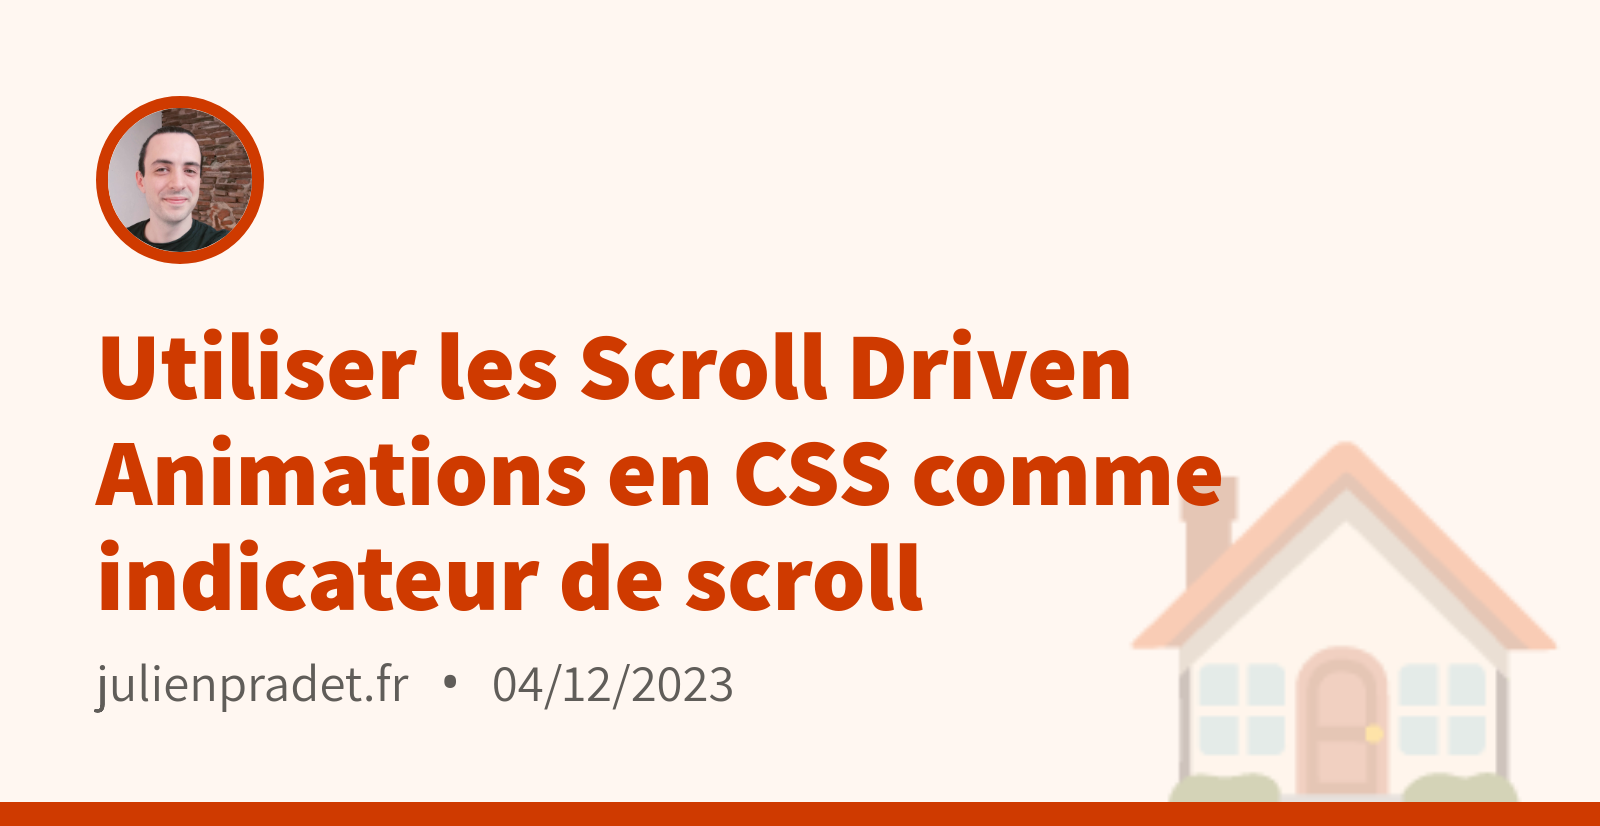 Utiliser les Scroll Driven
Animations en CSS comme
indicateur de scroll
julienpradet.fr • 04/12/2023